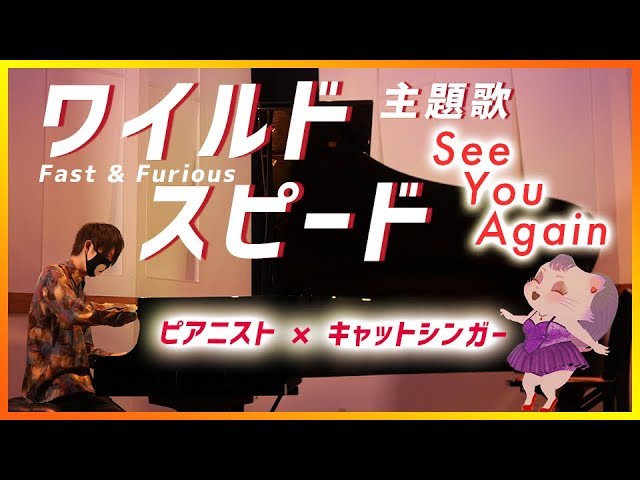 ワイルド
主題歌
Fast & Furious
スピード
See
You
Again
ピアニスト × キャットシンガー